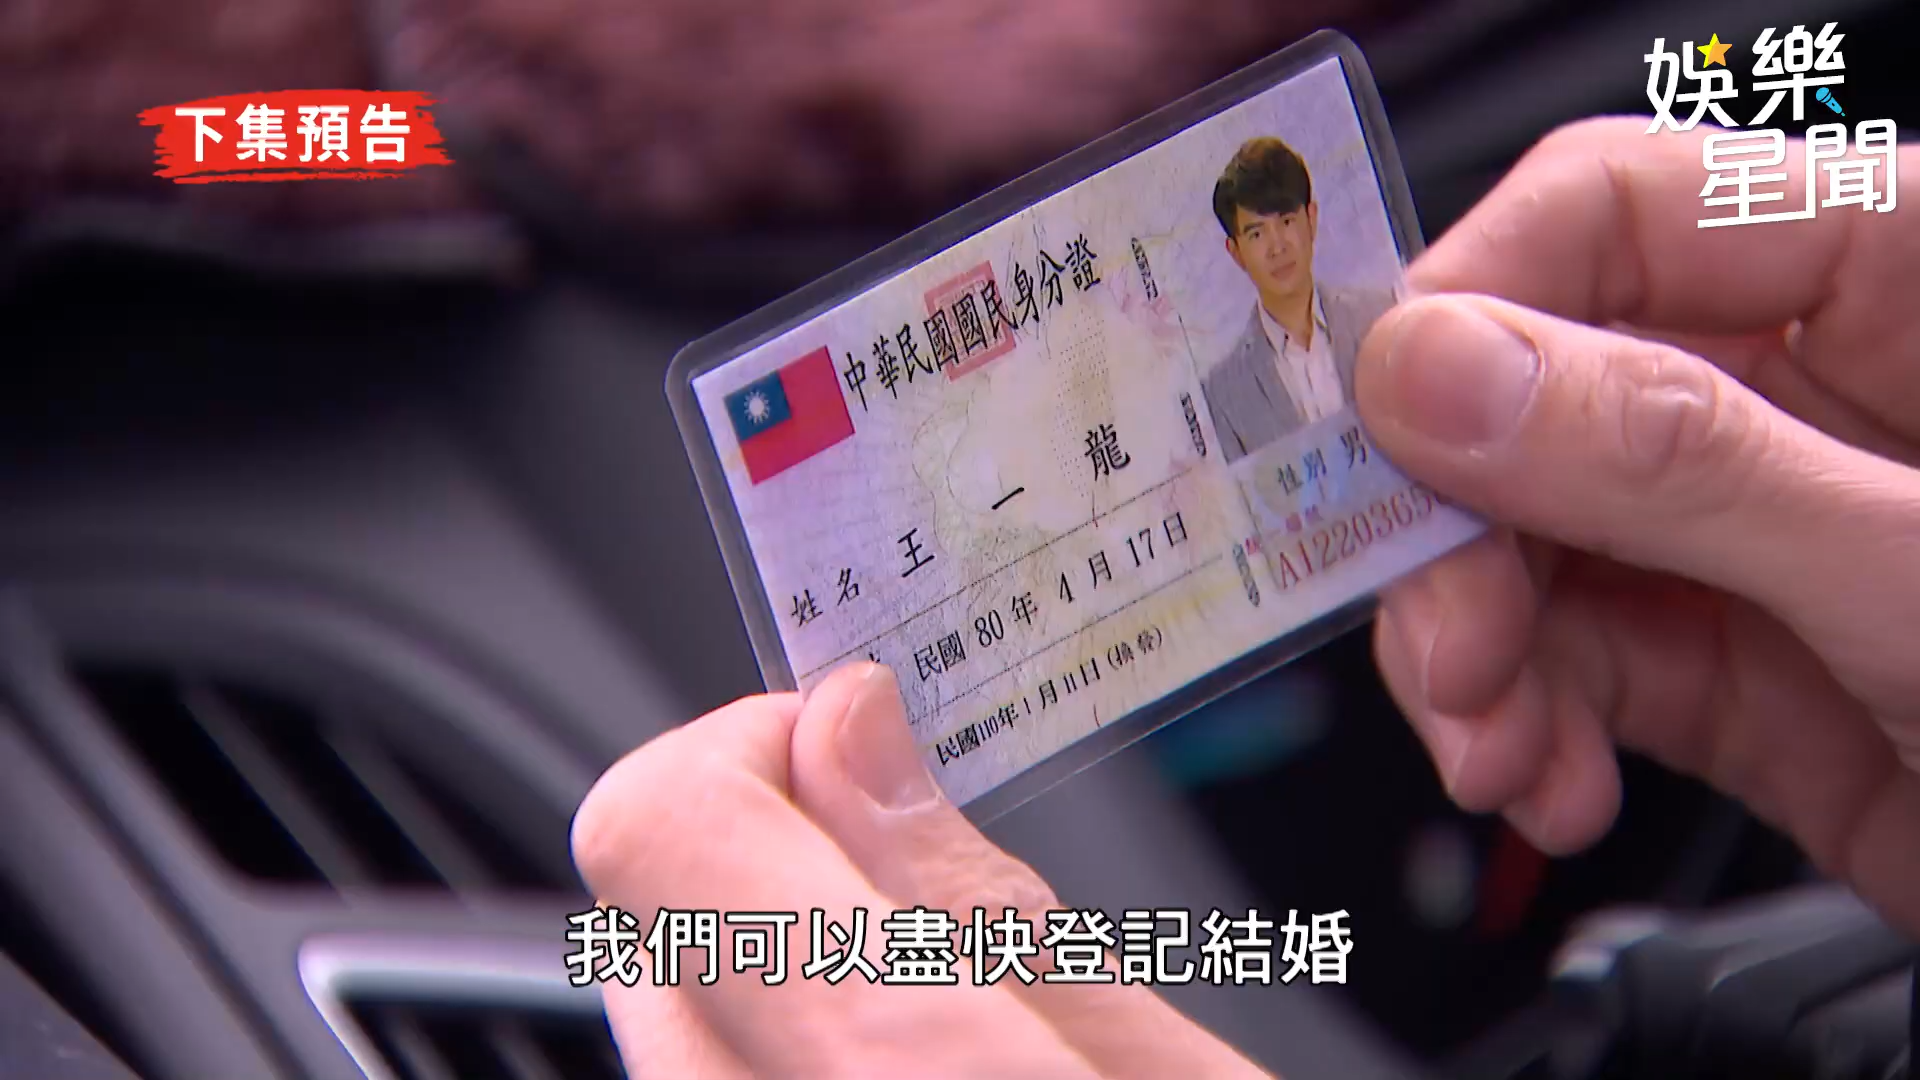 下集預告
娛樂
星聞
中華民國國民身分證
姓名 王一龍
性別 男
民國 80 年 4 月 17 日
民國110年1月11日(換發)
A1220365
我們可以盡快登記結婚